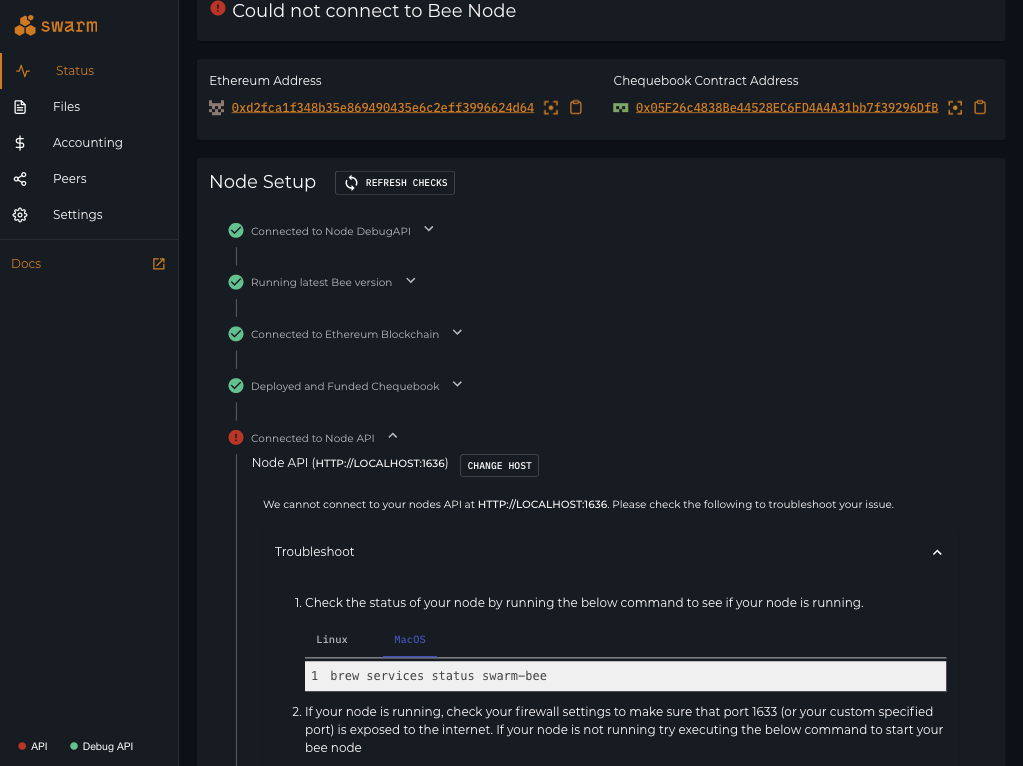 swarm
Status
Files
Accounting
Peers
Settings
Docs
API
Debug API
Could not connect to Bee Node
Ethereum Address
0xd2fca1f348b35e869490435e6c2eff3996624d64
Chequebook Contract Address
0x05F26c4838Be44528EC6FD4A4A31bb7f39296DfB
Node Setup
REFRESH CHECKS
Connected to Node DebugAPI
Running latest Bee version
Connected to Ethereum Blockchain
Deployed and Funded Chequebook
Connected to Node API
Node API (HTTP://LOCALHOST:1636)
CHANGE HOST
We cannot connect to your nodes API at HTTP://LOCALHOST:1636. Please check the following to troubleshoot your issue.
Troubleshoot
1. Check the status of your node by running the below command to see if your node is running.
Linux
MacOS
1 brew services status swarm-bee
2. If your node is running, check your firewall settings to make sure that port 1633 (or your custom specified
port) is exposed to the internet. If your node is not running try executing the below command to start your
bee node